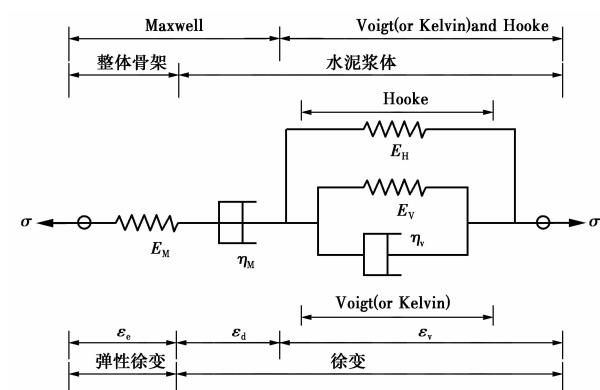 Maxwell
Voigt(or Kelvin)and Hooke
整体骨架
水泥浆体
Hooke
E_H
E_V
σ
σ
E_M
η_M
η_v
Voigt(or Kelvin)
ε_e
ε_d
ε_v
弹性徐变
徐变